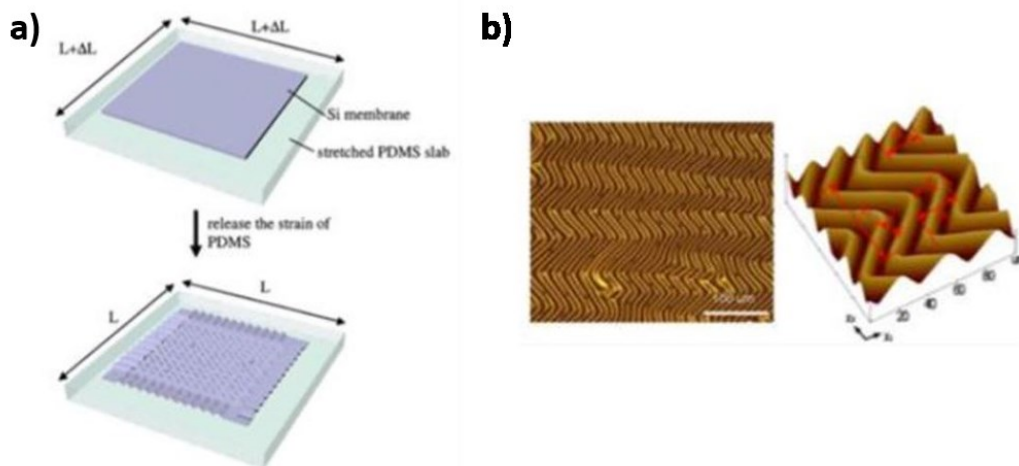 a)
L+ΔL
L+ΔL
Si membrane
stretched PDMS slab
release the strain of
PDMS
L
L
b)
100 um
20
40
60
80